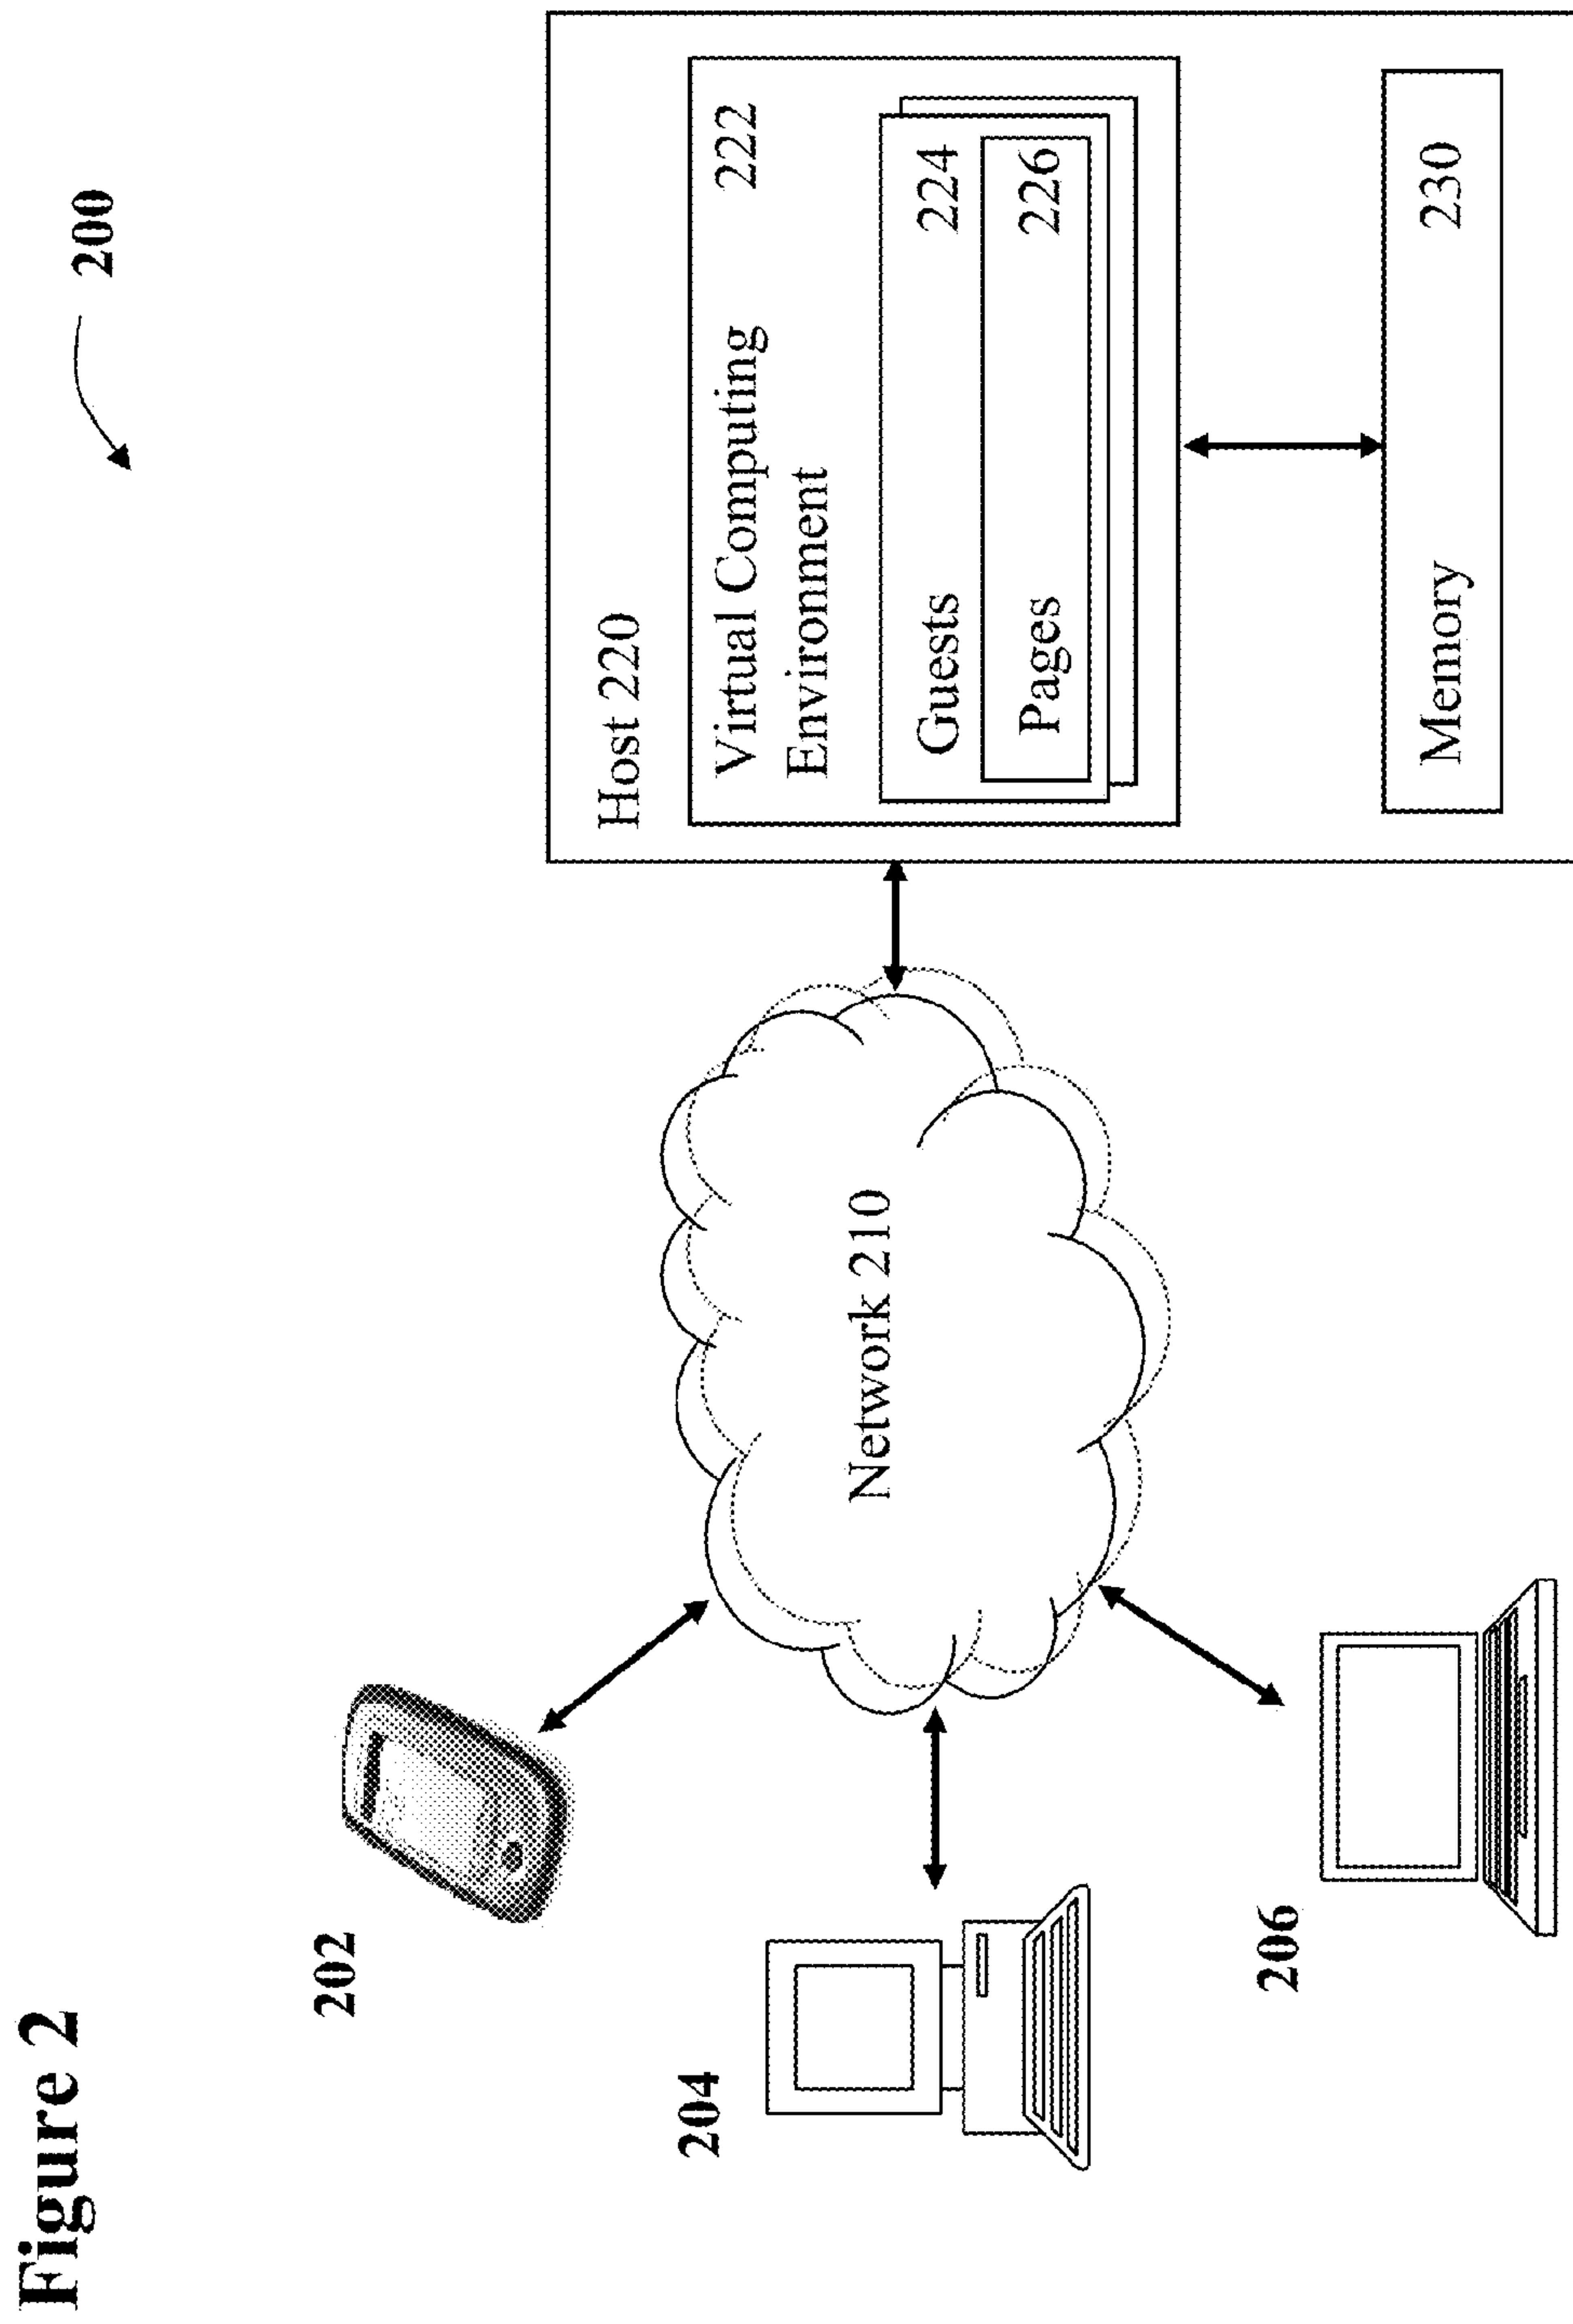 Figure 2
200
202
204
206
Network 210
Host 220
Virtual Computing 222
Environment
Guests 224
Pages 226
Memory 230